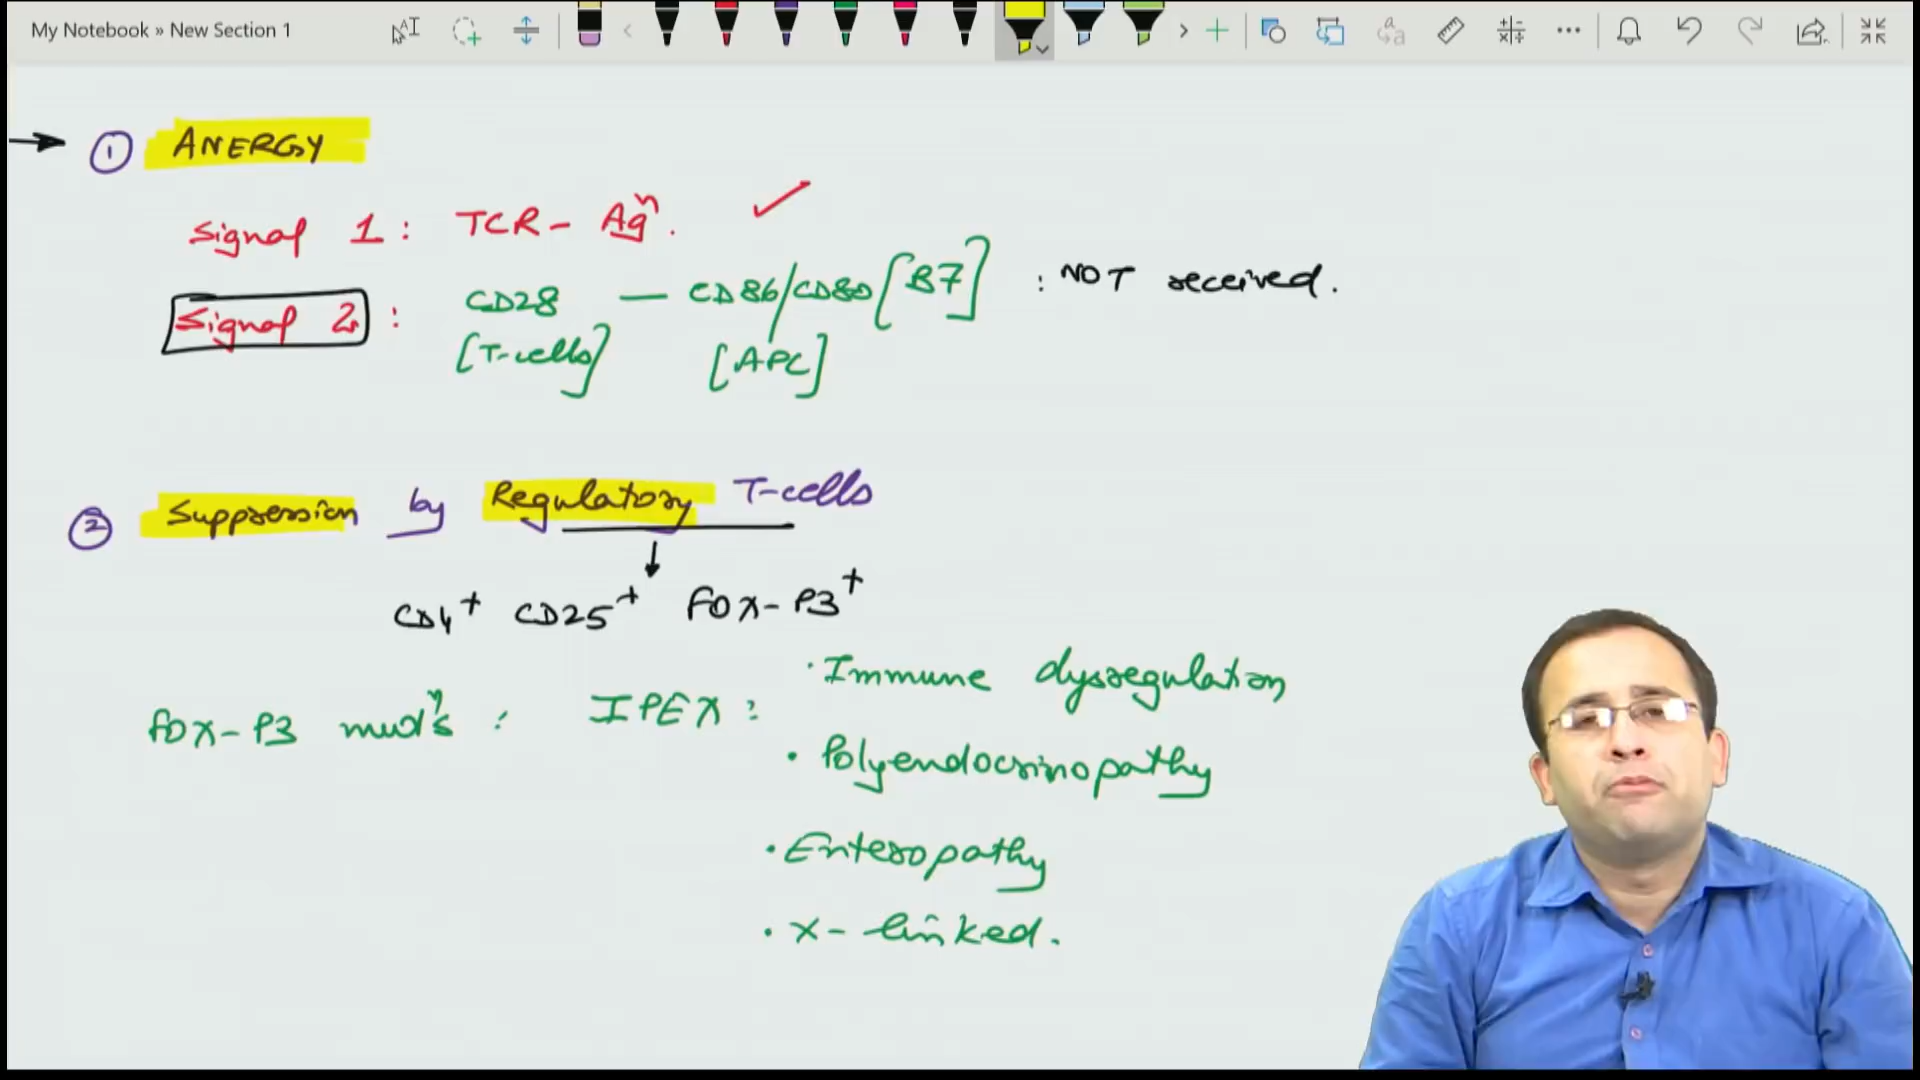 My Notebook » New Section 1
① ANERGY
Signal 1 : TCR - Agⁿ.
Signal 2 : CD28 — CD86/CD80 [B7] : NOT received.
[T-cells] [APC]
② Suppression by Regulatory T-cells
CD4⁺ CD25⁺ FOX-P3⁺
FOX-P3 mutⁿs : IPEX :
· Immune dysregulation
· Polyendocrinopathy
· Enteropathy
· X-linked.